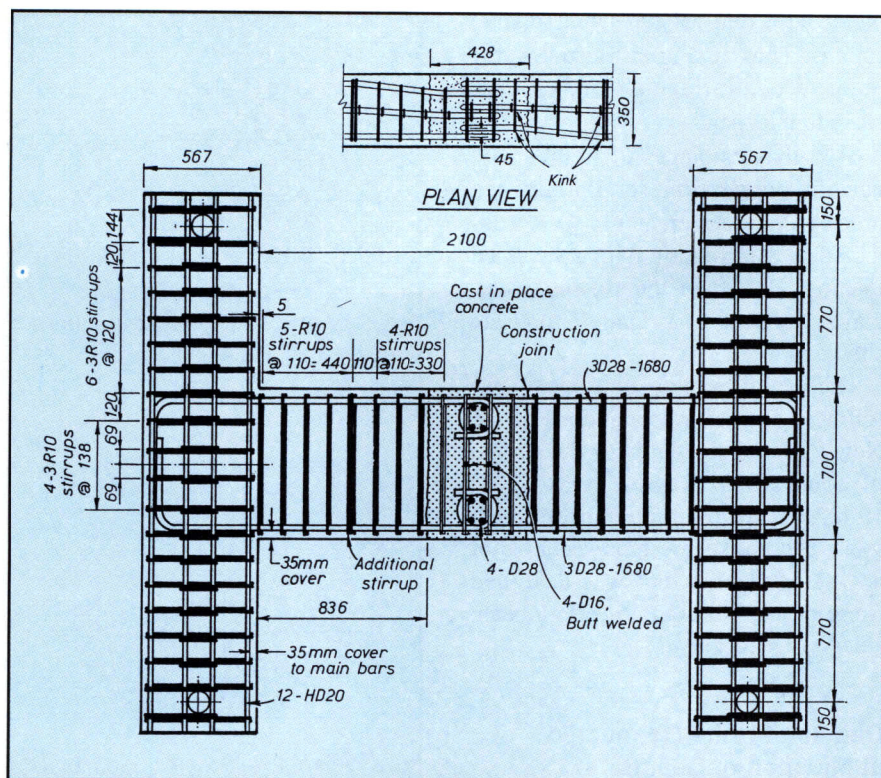 428
350
45
Kink
PLAN VIEW
567
567
2100
144
120
150
5
Cast in place
concrete
Construction
joint
5-R10
stirrups
@ 110= 440
110
4-R10
stirrups
@110=330
3D28-1680
6-3R10 stirrups
@ 120
770
120
69
4-3R10
stirrups
@ 138
69
700
35mm
cover
Additional
stirrup
4-D28
3D28-1680
4-D16,
Butt welded
836
35mm cover
to main bars
12-HD20
770
150